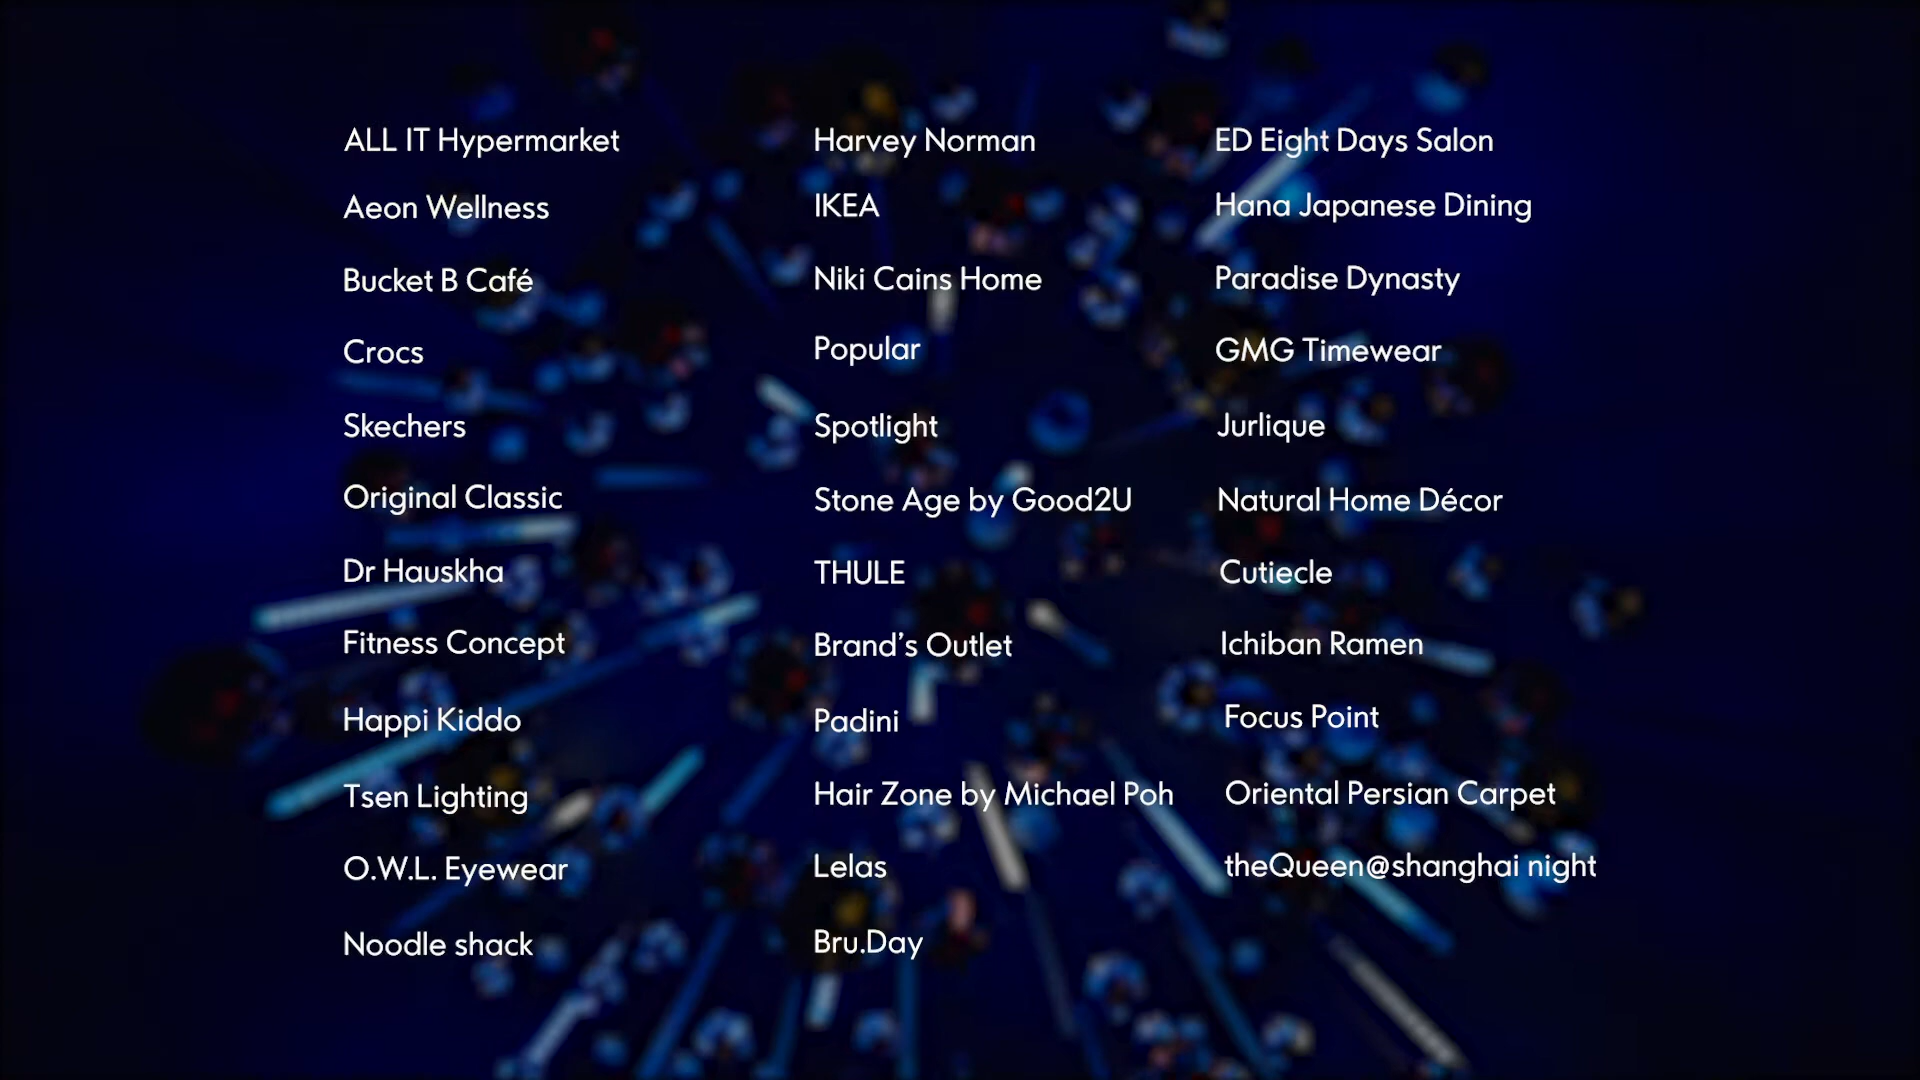 ALL IT Hypermarket
Aeon Wellness
Bucket B Café
Crocs
Skechers
Original Classic
Dr Hauskha
Fitness Concept
Happi Kiddo
Tsen Lighting
O.W.L. Eyewear
Noodle shack
Harvey Norman
IKEA
Niki Cains Home
Popular
Spotlight
Stone Age by Good2U
THULE
Brand’s Outlet
Padini
Hair Zone by Michael Poh
Lelas
Bru.Day
ED Eight Days Salon
Hana Japanese Dining
Paradise Dynasty
GMG Timewear
Jurlique
Natural Home Décor
Cutiecle
Ichiban Ramen
Focus Point
Oriental Persian Carpet
theQueen@shanghai night